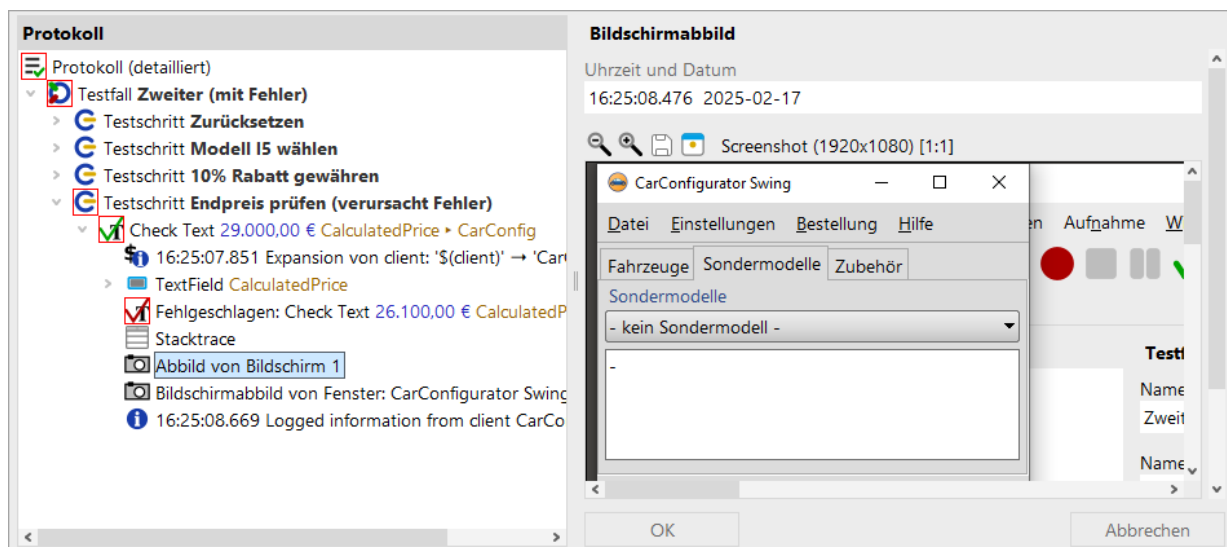 Protokoll
Protokoll (detailliert)
Testfall Zweiter (mit Fehler)
Testschritt Zurücksetzen
Testschritt Modell I5 wählen
Testschritt 10% Rabatt gewähren
Testschritt Endpreis prüfen (verursacht Fehler)
Check Text 29.000,00 € CalculatedPrice ▸ CarConfig
16:25:07.851 Expansion von client: '$(client)' → 'Car
TextField CalculatedPrice
Fehlgeschlagen: Check Text 26.100,00 € CalculatedP
Stacktrace
Abbild von Bildschirm 1
Bildschirmabbild von Fenster: CarConfigurator Swing
16:25:08.669 Logged information from client CarCo
Bildschirmabbild
Uhrzeit und Datum
16:25:08.476 2025-02-17
Screenshot (1920x1080) [1:1]
CarConfigurator Swing
Datei Einstellungen Bestellung Hilfe
en Aufnahme W
Fahrzeuge Sondermodelle Zubehör
Sondermodelle
- kein Sondermodell -
-
Testf
Name
Zweit
Name
OK Abbrechen